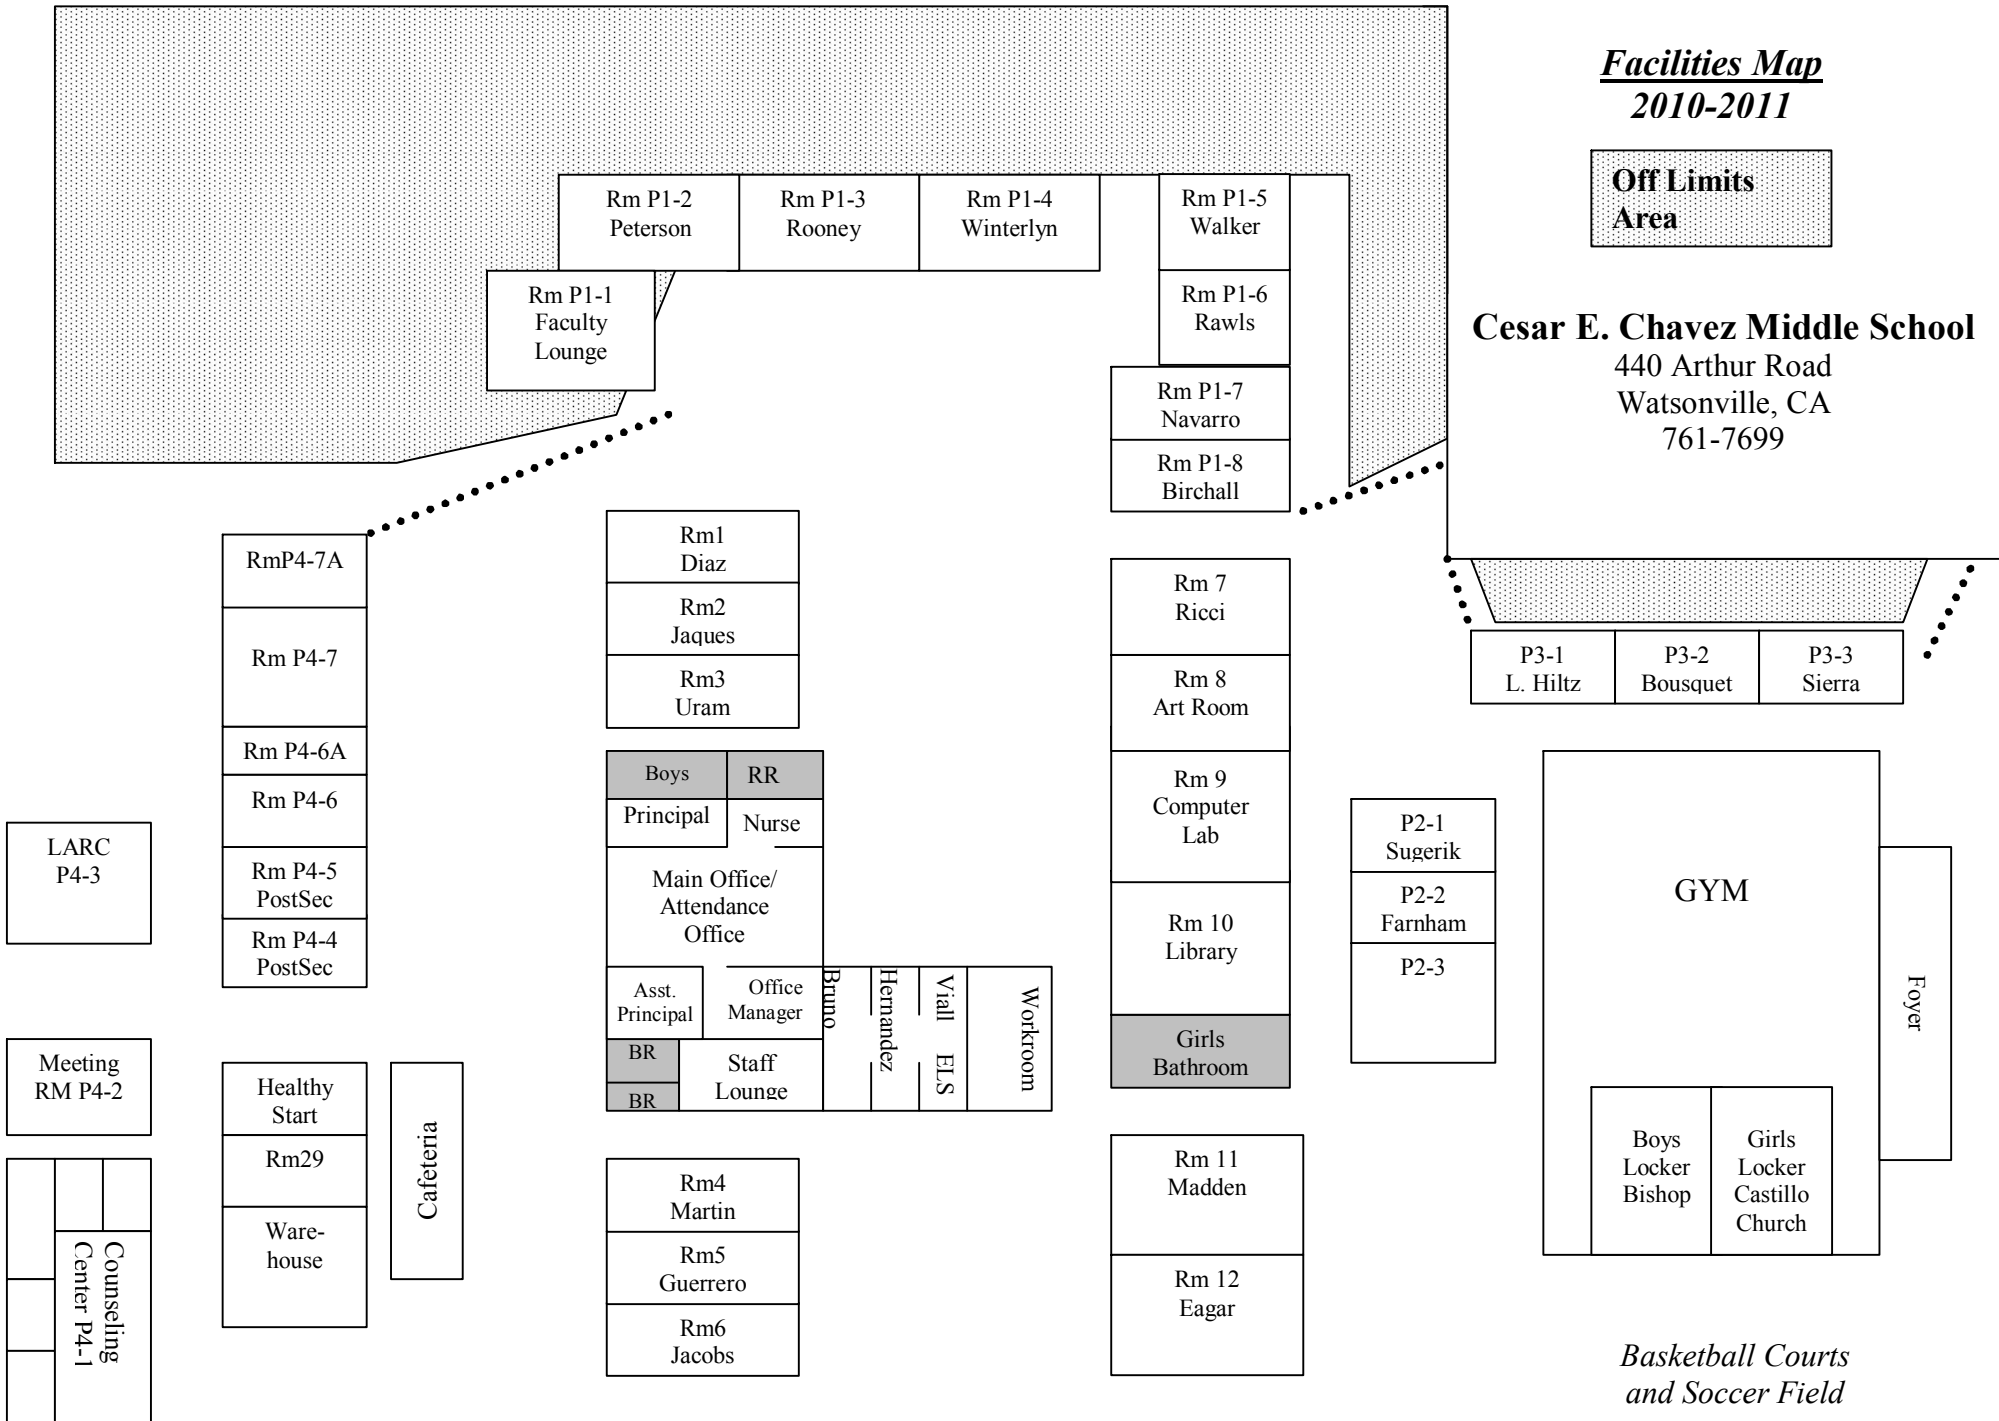 Facilities Map
2010-2011
Off Limits
Area
Cesar E. Chavez Middle School
440 Arthur Road
Watsonville, CA
761-7699
Rm P1-2
Peterson
Rm P1-3
Rooney
Rm P1-4
Winterlyn
Rm P1-5
Walker
Rm P1-1
Faculty
Lounge
Rm P1-6
Rawls
Rm P1-7
Navarro
Rm P1-8
Birchall
RmP4-7A
Rm P4-7
Rm P4-6A
Rm P4-6
Rm P4-5
PostSec
Rm P4-4
PostSec
LARC
P4-3
Meeting
RM P4-2
Counseling
Center P4-1
Healthy
Start
Rm29
Ware-
house
Cafeteria
Rm1
Diaz
Rm2
Jaques
Rm3
Uram
Boys
RR
Principal
Nurse
Main Office/
Attendance
Office
Asst.
Principal
Office
Manager
BR
BR
Staff
Lounge
Bruno
Hernandez
Viall ELS
Workroom
Rm4
Martin
Rm5
Guerrero
Rm6
Jacobs
Rm 7
Ricci
Rm 8
Art Room
Rm 9
Computer
Lab
Rm 10
Library
Girls
Bathroom
Rm 11
Madden
Rm 12
Eagar
P3-1
L. Hiltz
P3-2
Bousquet
P3-3
Sierra
P2-1
Sugerik
P2-2
Farnham
P2-3
GYM
Foyer
Boys
Locker
Bishop
Girls
Locker
Castillo
Church
Basketball Courts
and Soccer Field